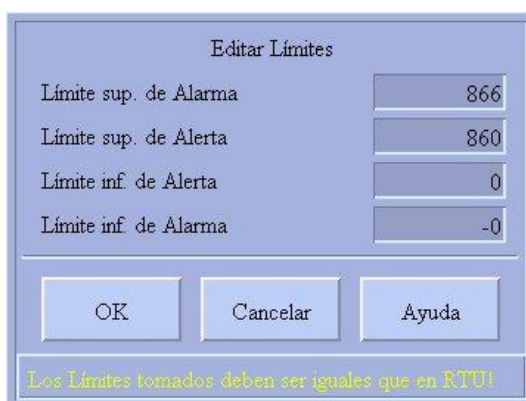 Editar Límites
Límite sup. de Alarma 866
Límite sup. de Alerta 860
Límite inf. de Alerta 0
Límite inf. de Alarma -0
OK Cancelar Ayuda
Los Límites tomados deben ser iguales que en RTU!